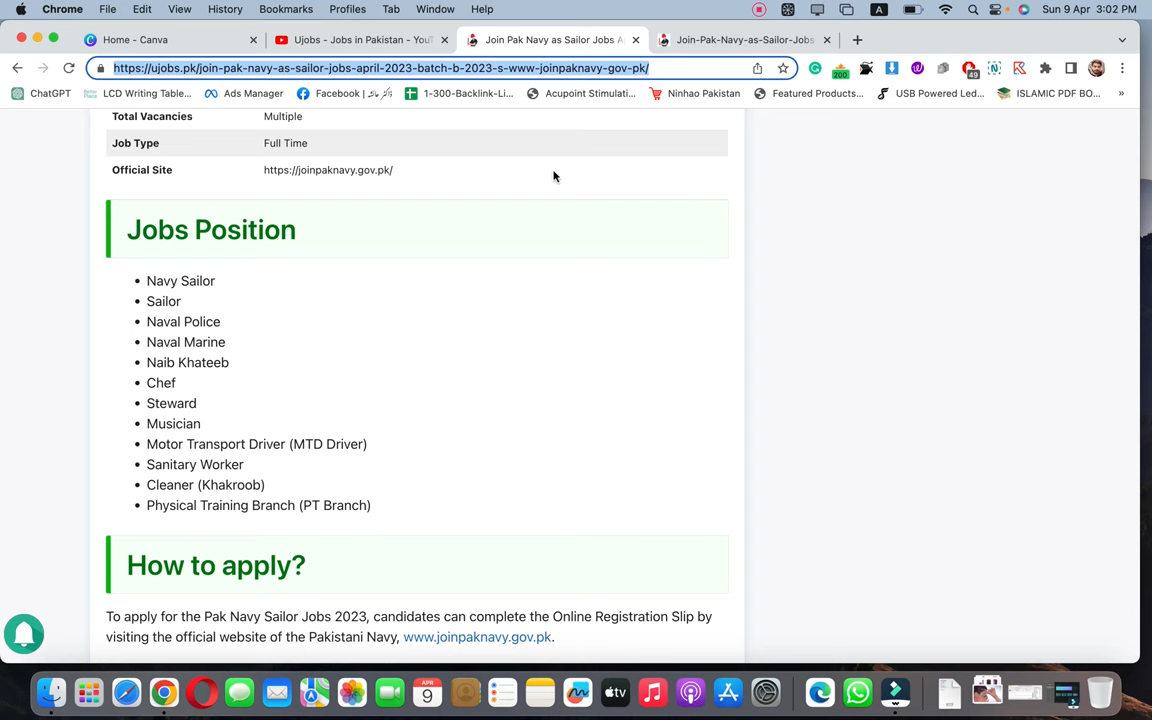 Chrome File Edit View History Bookmarks Profiles Tab Window Help A Sun 9 Apr 3:02 PM
Home - Canva Ujobs - Jobs in Pakistan - YouT Join Pak Navy as Sailor Jobs A Join-Pak-Navy-as-Sailor-Jobs
https://ujobs.pk/join-pak-navy-as-sailor-jobs-april-2023-batch-b-2023-s-www-joinpaknavy-gov-pk/ 200 49
ChatGPT LCD Writing Table... Ads Manager Facebook | 1-300-Backlink-Li... Acupoint Stimulati... Ninhao Pakistan Featured Products... USB Powered Led... ISLAMIC PDF BO... »
Total Vacancies Multiple
Job Type Full Time
Official Site https://joinpaknavy.gov.pk/
Jobs Position
• Navy Sailor
• Sailor
• Naval Police
• Naval Marine
• Naib Khateeb
• Chef
• Steward
• Musician
• Motor Transport Driver (MTD Driver)
• Sanitary Worker
• Cleaner (Khakroob)
• Physical Training Branch (PT Branch)
How to apply?
To apply for the Pak Navy Sailor Jobs 2023, candidates can complete the Online Registration Slip by
visiting the official website of the Pakistani Navy, www.joinpaknavy.gov.pk.
APR
9
tv